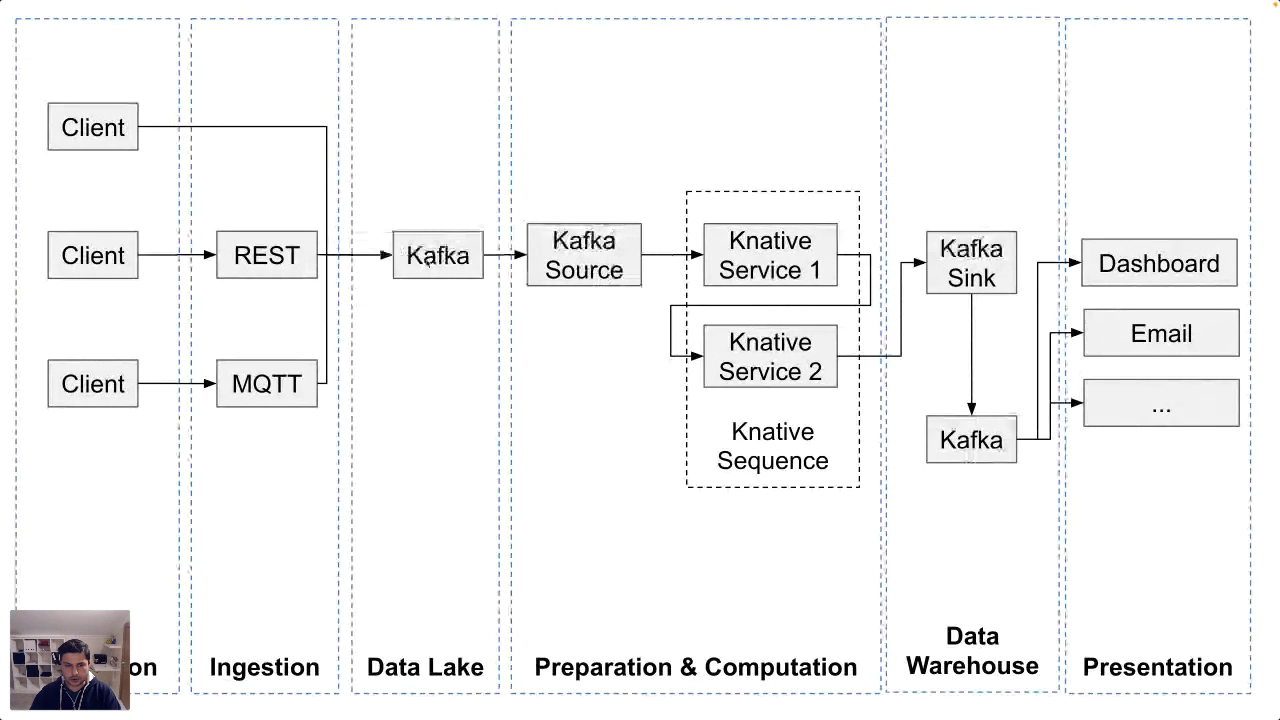 Client
Client
REST
Client
MQTT
Kafka
Kafka
Source
Knative
Service 1
Knative
Service 2
Knative
Sequence
Kafka
Sink
Kafka
Dashboard
Email
...
on
Ingestion
Data Lake
Preparation & Computation
Data
Warehouse
Presentation